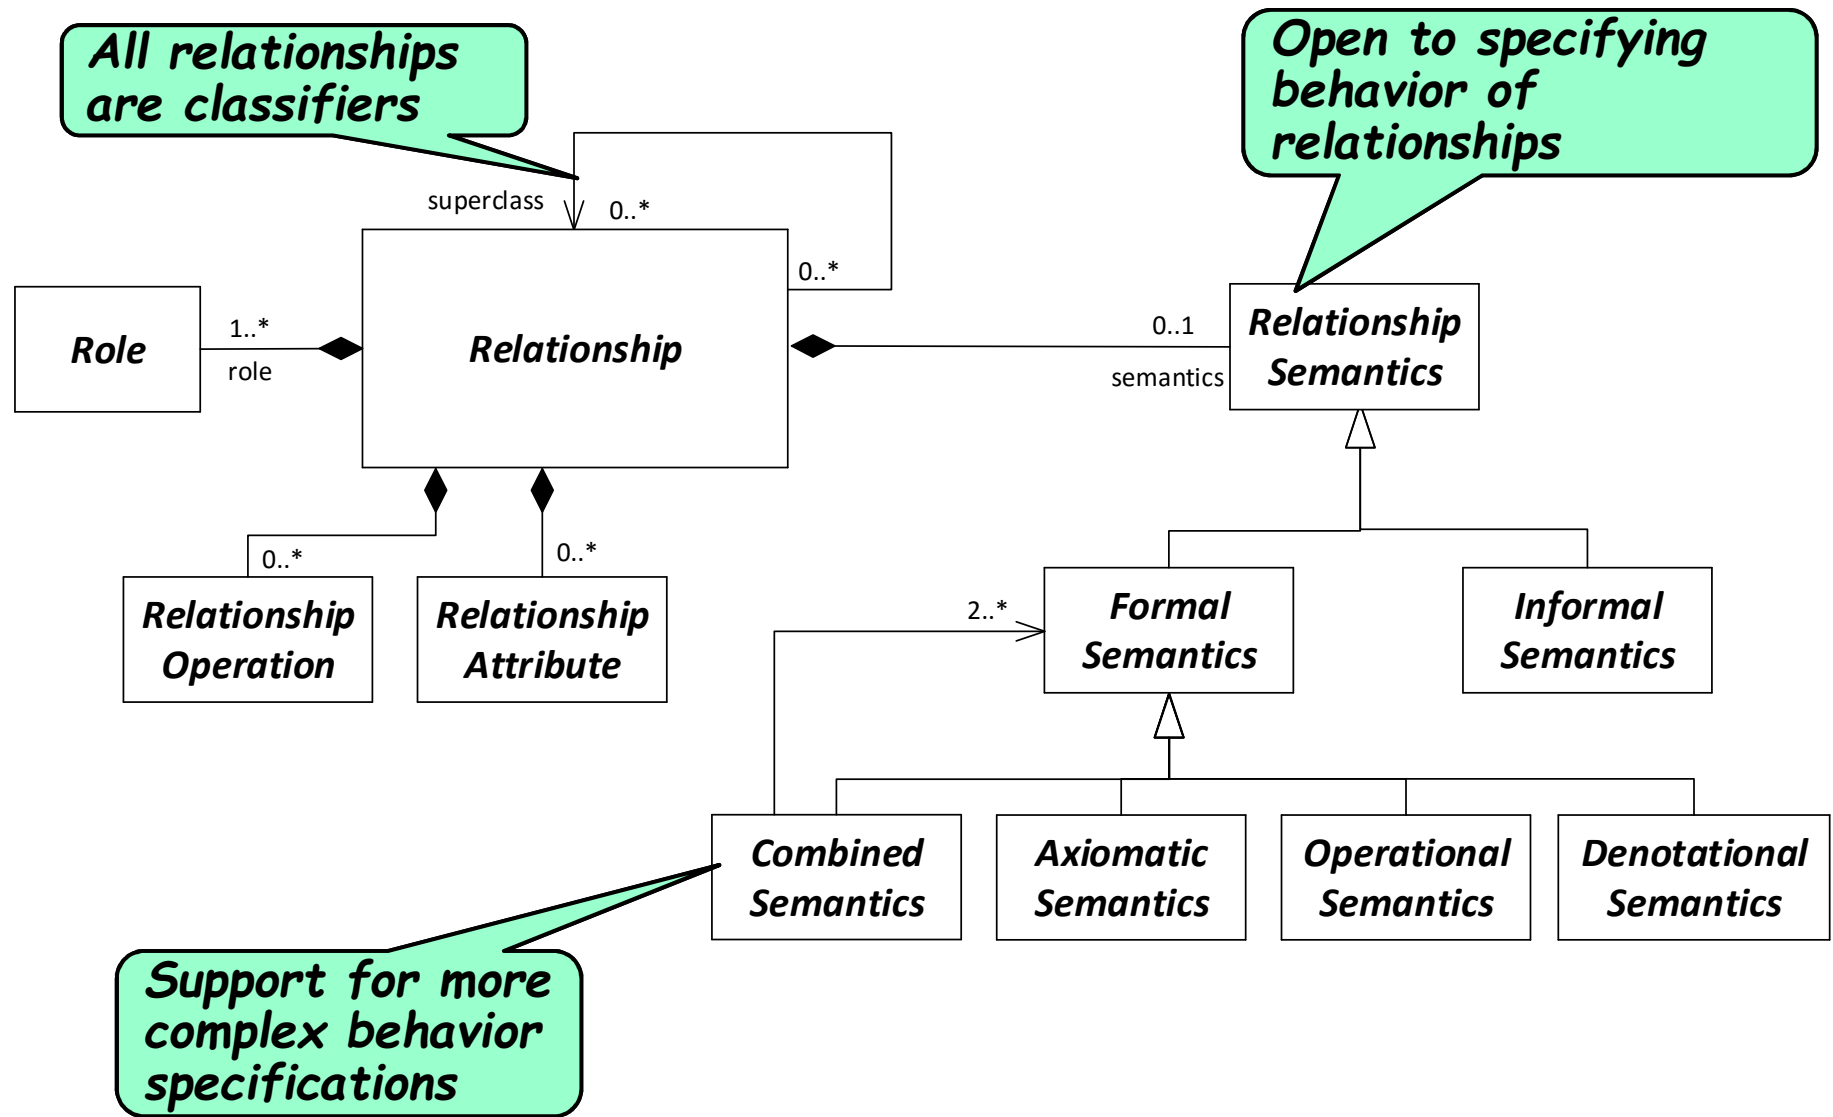 All relationships
are classifiers
Open to specifying
behavior of
relationships
superclass
0..*
0..*
Role
1..*
role
Relationship
0..1
semantics
Relationship
Semantics
0..*
0..*
Relationship
Operation
Relationship
Attribute
2..*
Formal
Semantics
Informal
Semantics
Combined
Semantics
Axiomatic
Semantics
Operational
Semantics
Denotational
Semantics
Support for more
complex behavior
specifications